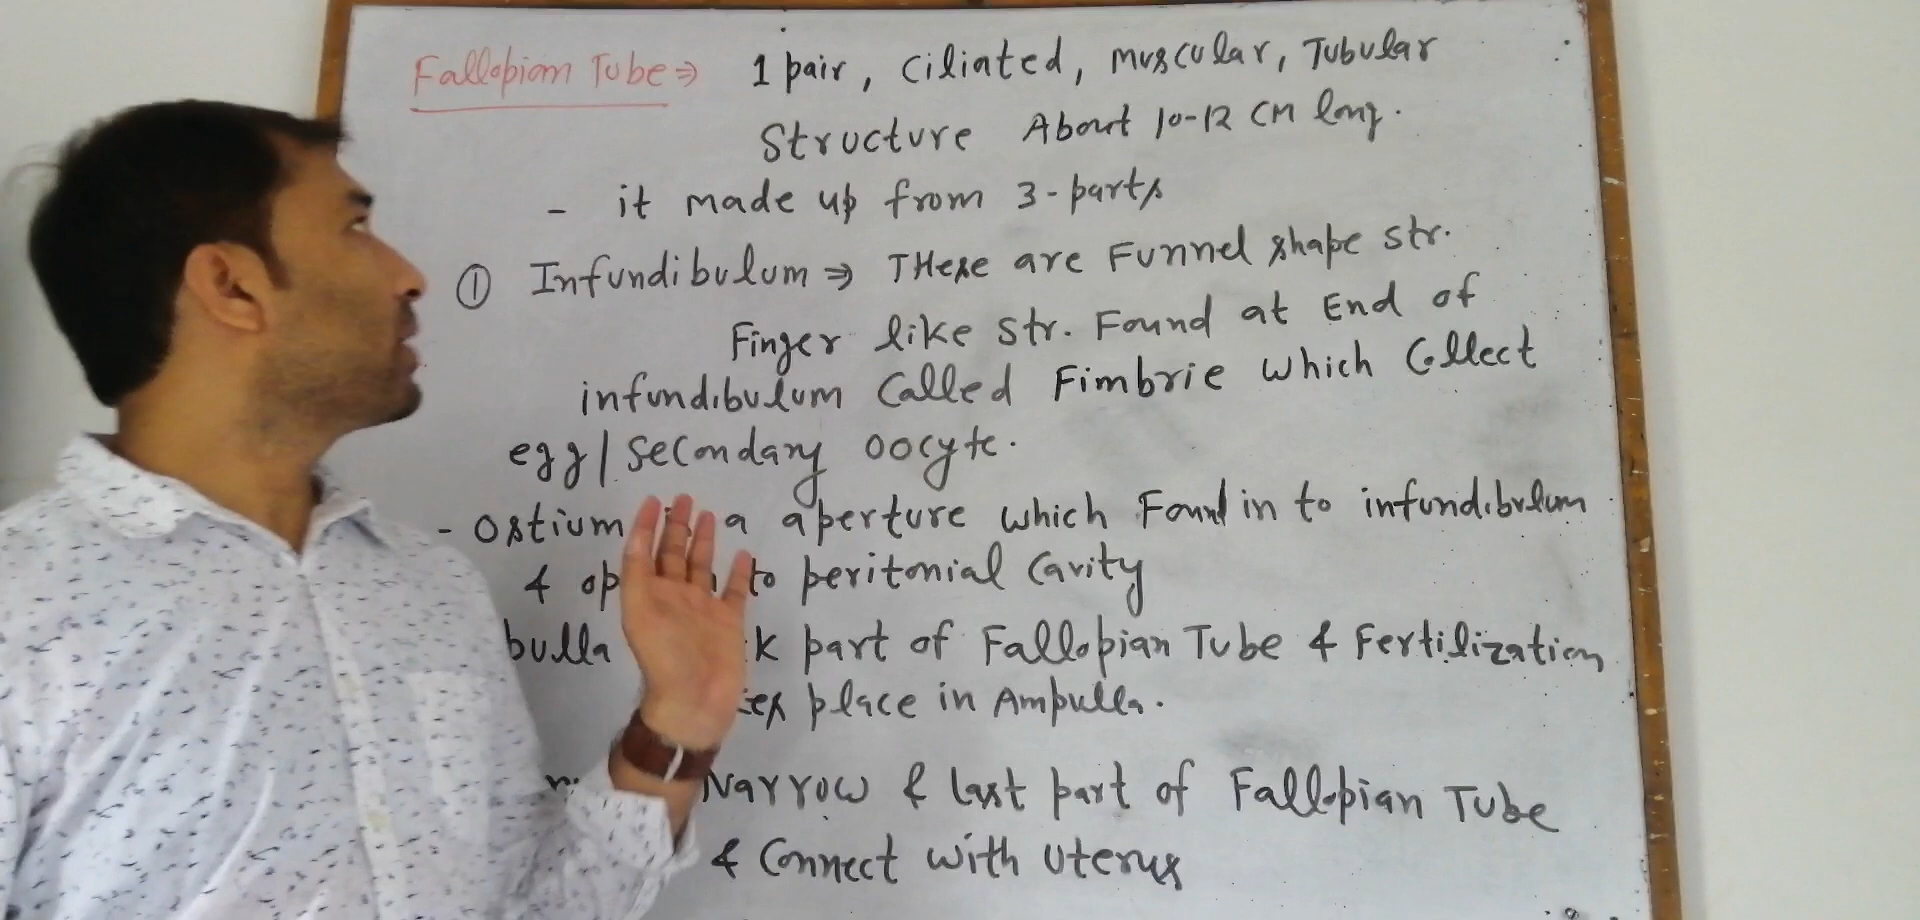 Fallopian Tube ⇒ 1 pair, Ciliated, Muscular, Tubular
Structure About 10-12 CM long.
- it made up from 3-parts
① Infundibulum ⇒ THese are Funnel shape str.
Finger like str. Found at End of
infundibulum Called Fimbrie which Collect
egg/secondary oocyte.
- Ostium a aperture which Found in to infundibulum
& to peritonial Cavity
part of Fallopian Tube & Fertilization
place in Ampulla.
Narrow & last part of Fallopian Tube
& Connect with Uterus